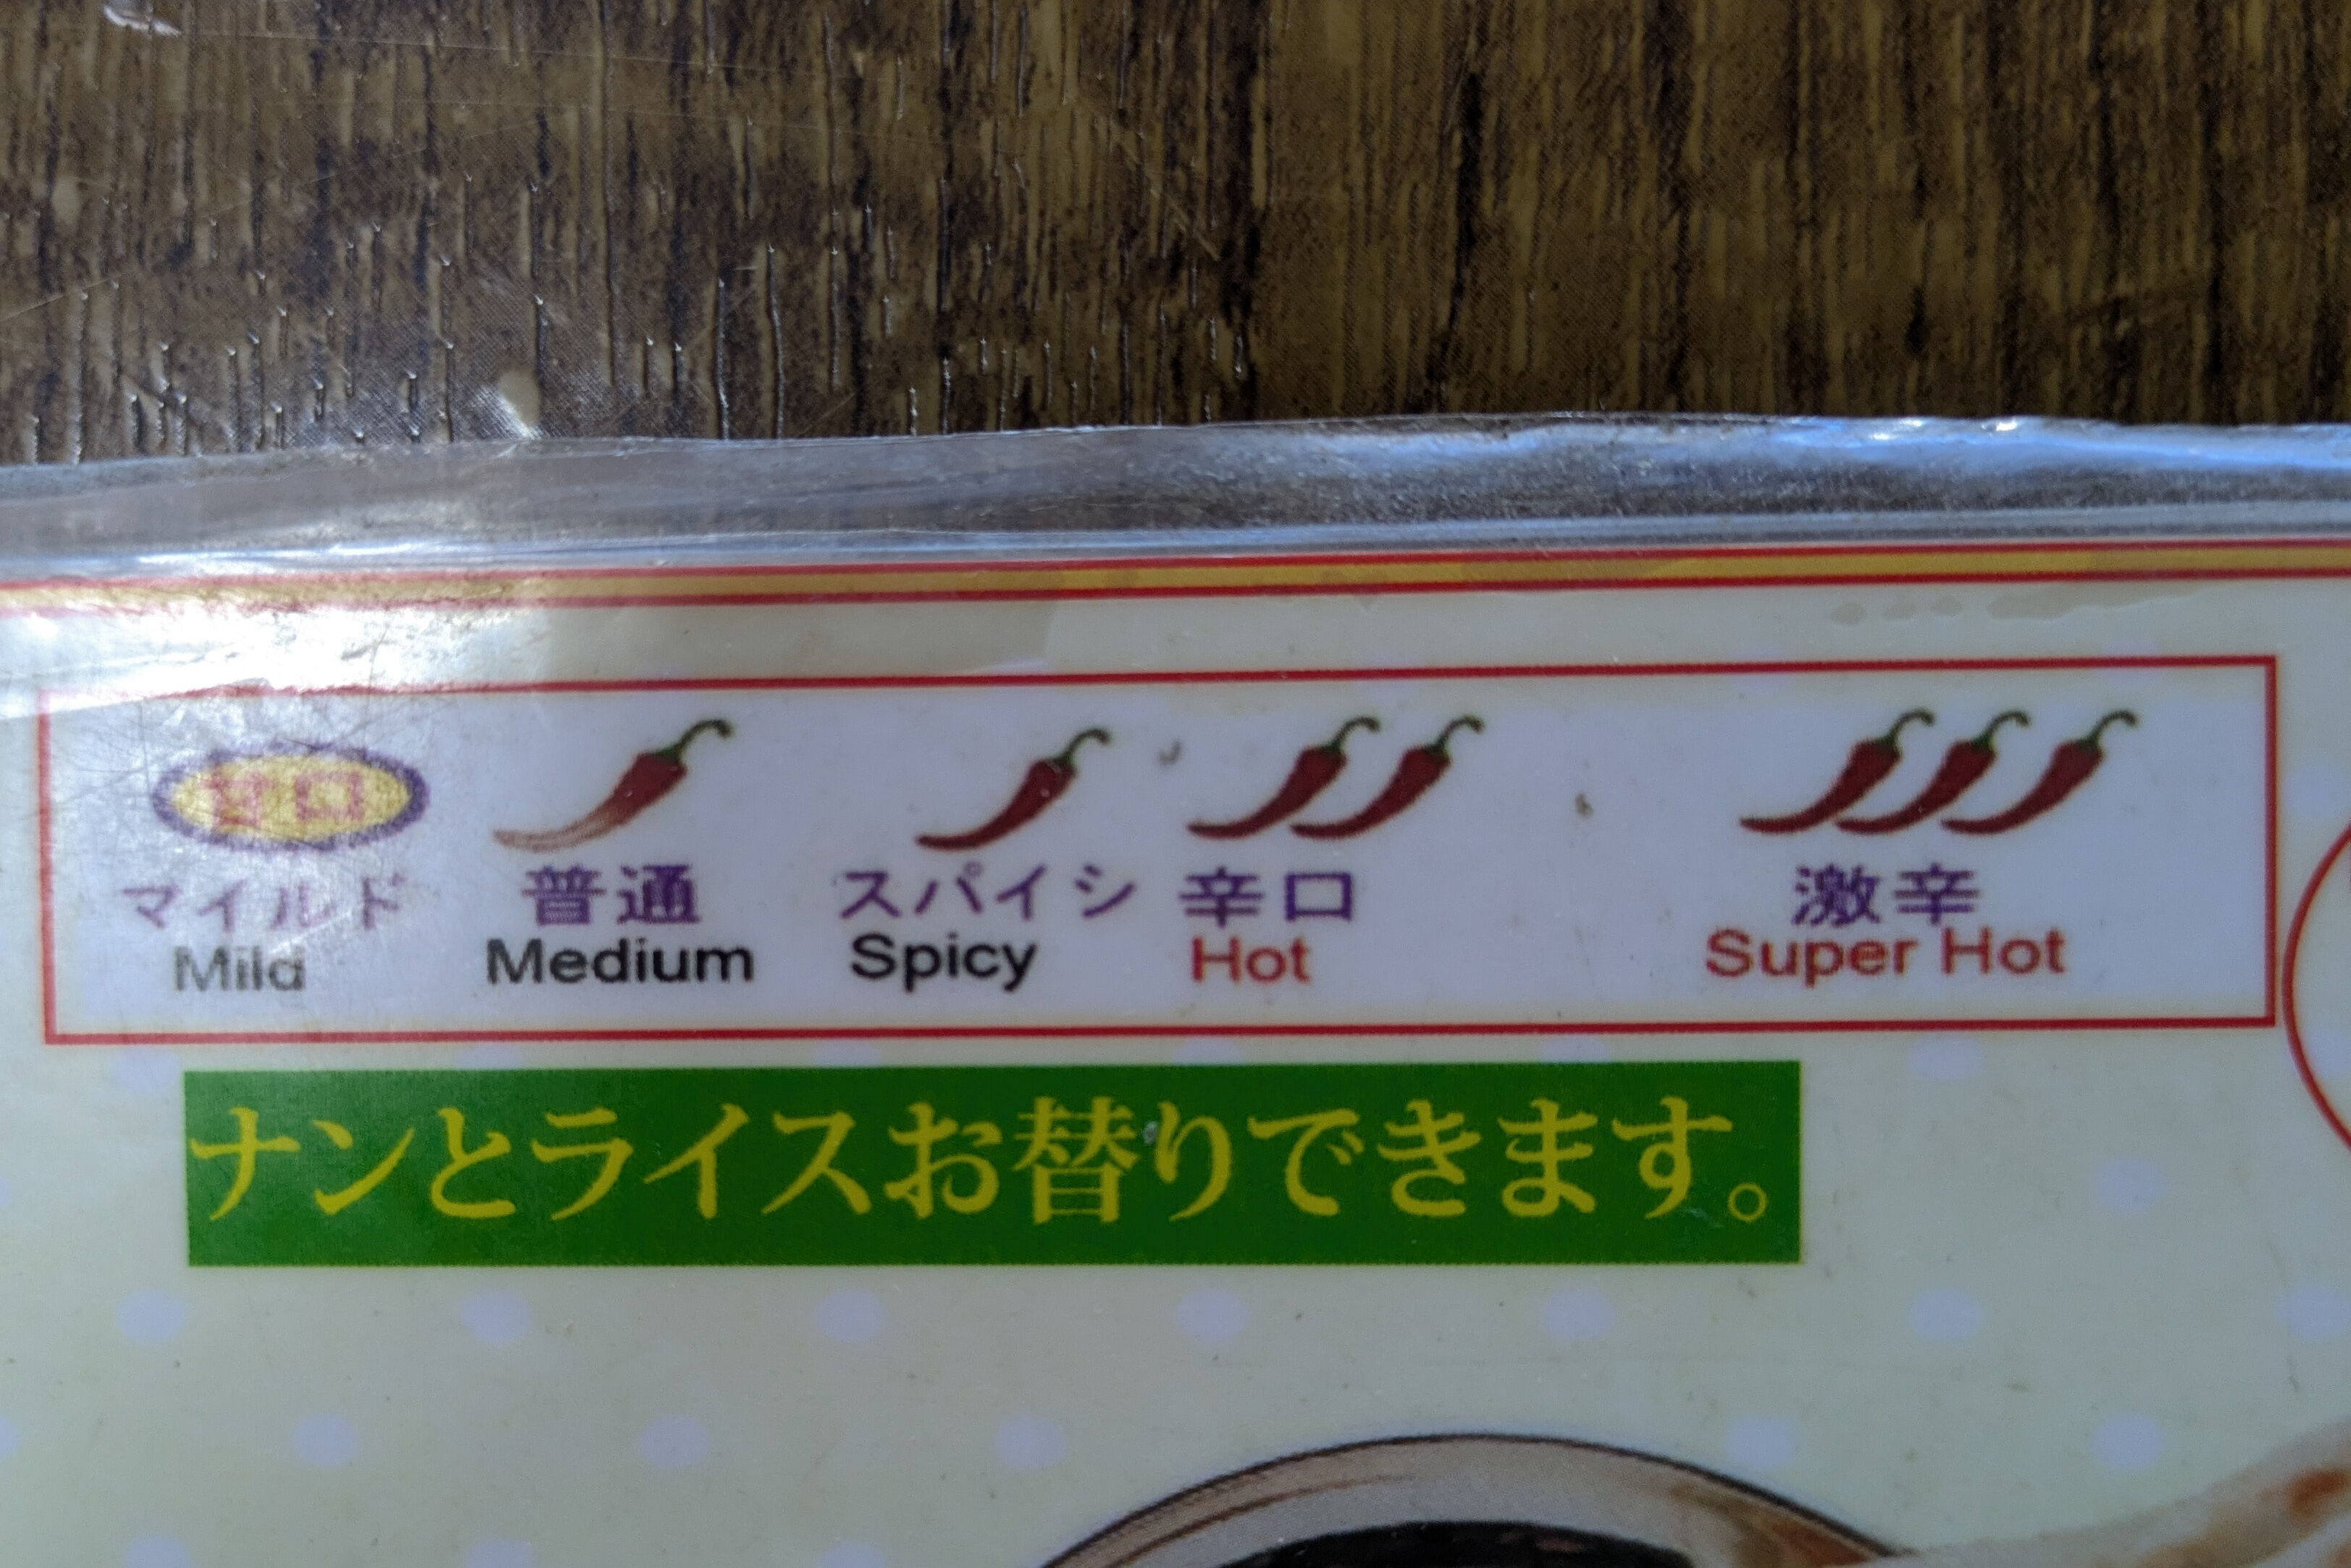 甘口
マイルド 普通 スパイシ 辛口 激辛
Mild Medium Spicy Hot Super Hot
ナンとライスお替りできます。